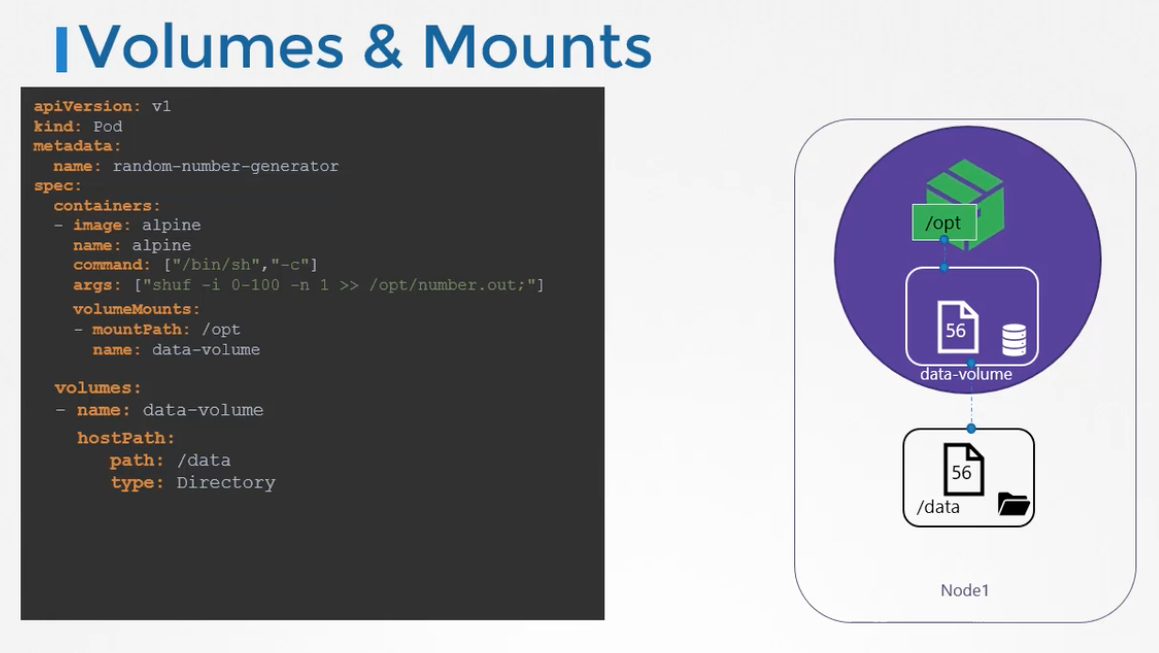 Volumes & Mounts
apiVersion: v1
kind: Pod
metadata:
  name: random-number-generator
spec:
  containers:
  - image: alpine
    name: alpine
    command: ["/bin/sh","-c"]
    args: ["shuf -i 0-100 -n 1 >> /opt/number.out;"]
    volumeMounts:
    - mountPath: /opt
      name: data-volume
  volumes:
  - name: data-volume
    hostPath:
       path: /data
       type: Directory
/opt
56
data-volume
56
/data
Node1